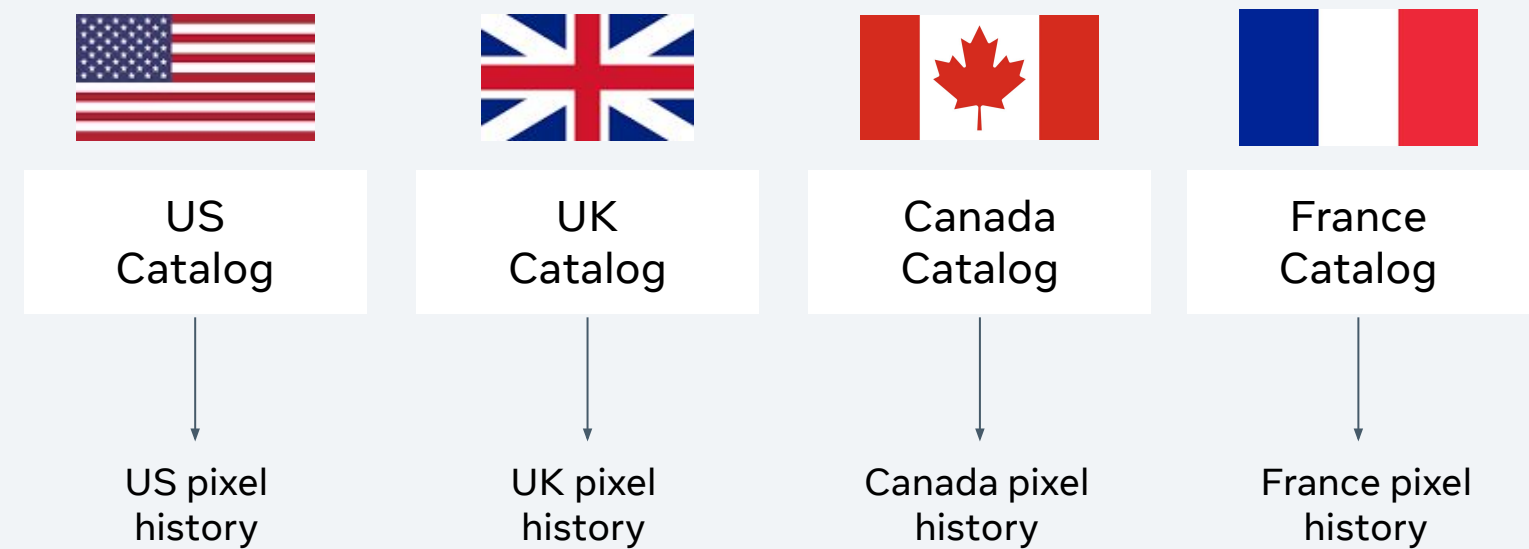 US
Catalog
UK
Catalog
Canada
Catalog
France
Catalog
US pixel
history
UK pixel
history
Canada pixel
history
France pixel
history